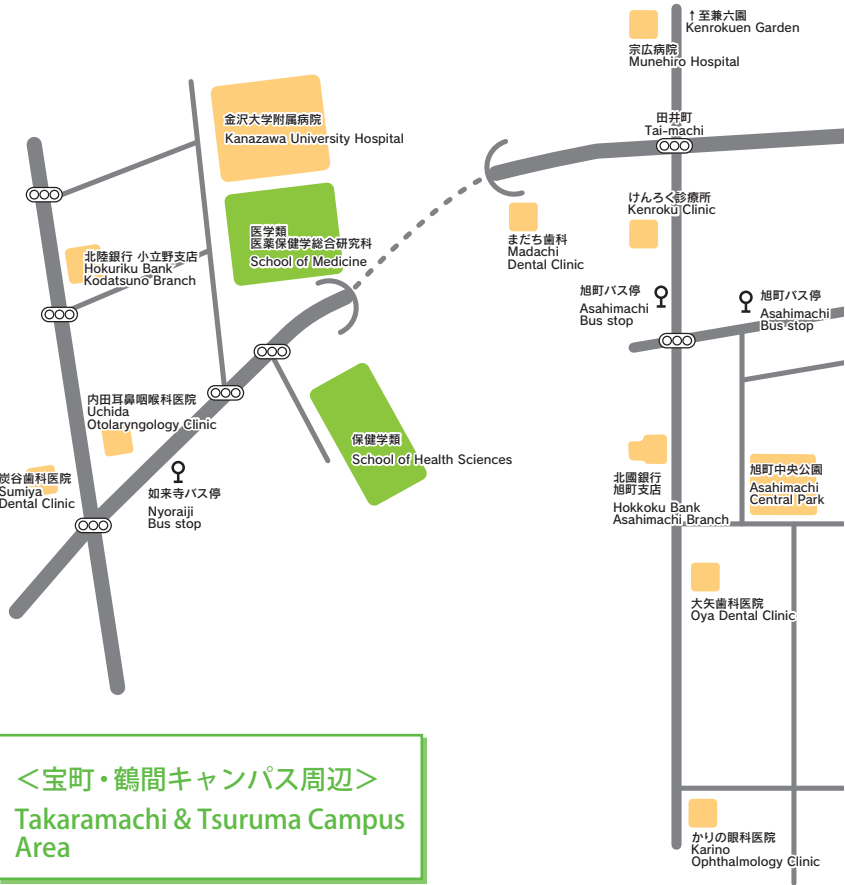 ↑至兼六園
Kenrokuen Garden
宗広病院
Munehiro Hospital
金沢大学附属病院
Kanazawa University Hospital
田井町
Tai-machi
けんろく診療所
Kenroku Clinic
医学類
医薬保健学総合研究科
School of Medicine
まだち歯科
Madachi
Dental Clinic
北陸銀行 小立野支店
Hokuriku Bank
Kodatsuno Branch
旭町バス停
Asahimachi
Bus stop
旭町バス停
Asahimachi
Bus stop
内田耳鼻咽喉科医院
Uchida
Otolaryngology Clinic
保健学類
School of Health Sciences
炭谷歯科医院
Sumiya
Dental Clinic
如来寺バス停
Nyoraiji
Bus stop
北國銀行
旭町支店
Hokkoku Bank
Asahimachi Branch
旭町中央公園
Asahimachi
Central Park
大矢歯科医院
Oya Dental Clinic
＜宝町・鶴間キャンパス周辺＞
Takaramachi & Tsuruma Campus
Area
かりの眼科医院
Karino
Ophthalmology Clinic